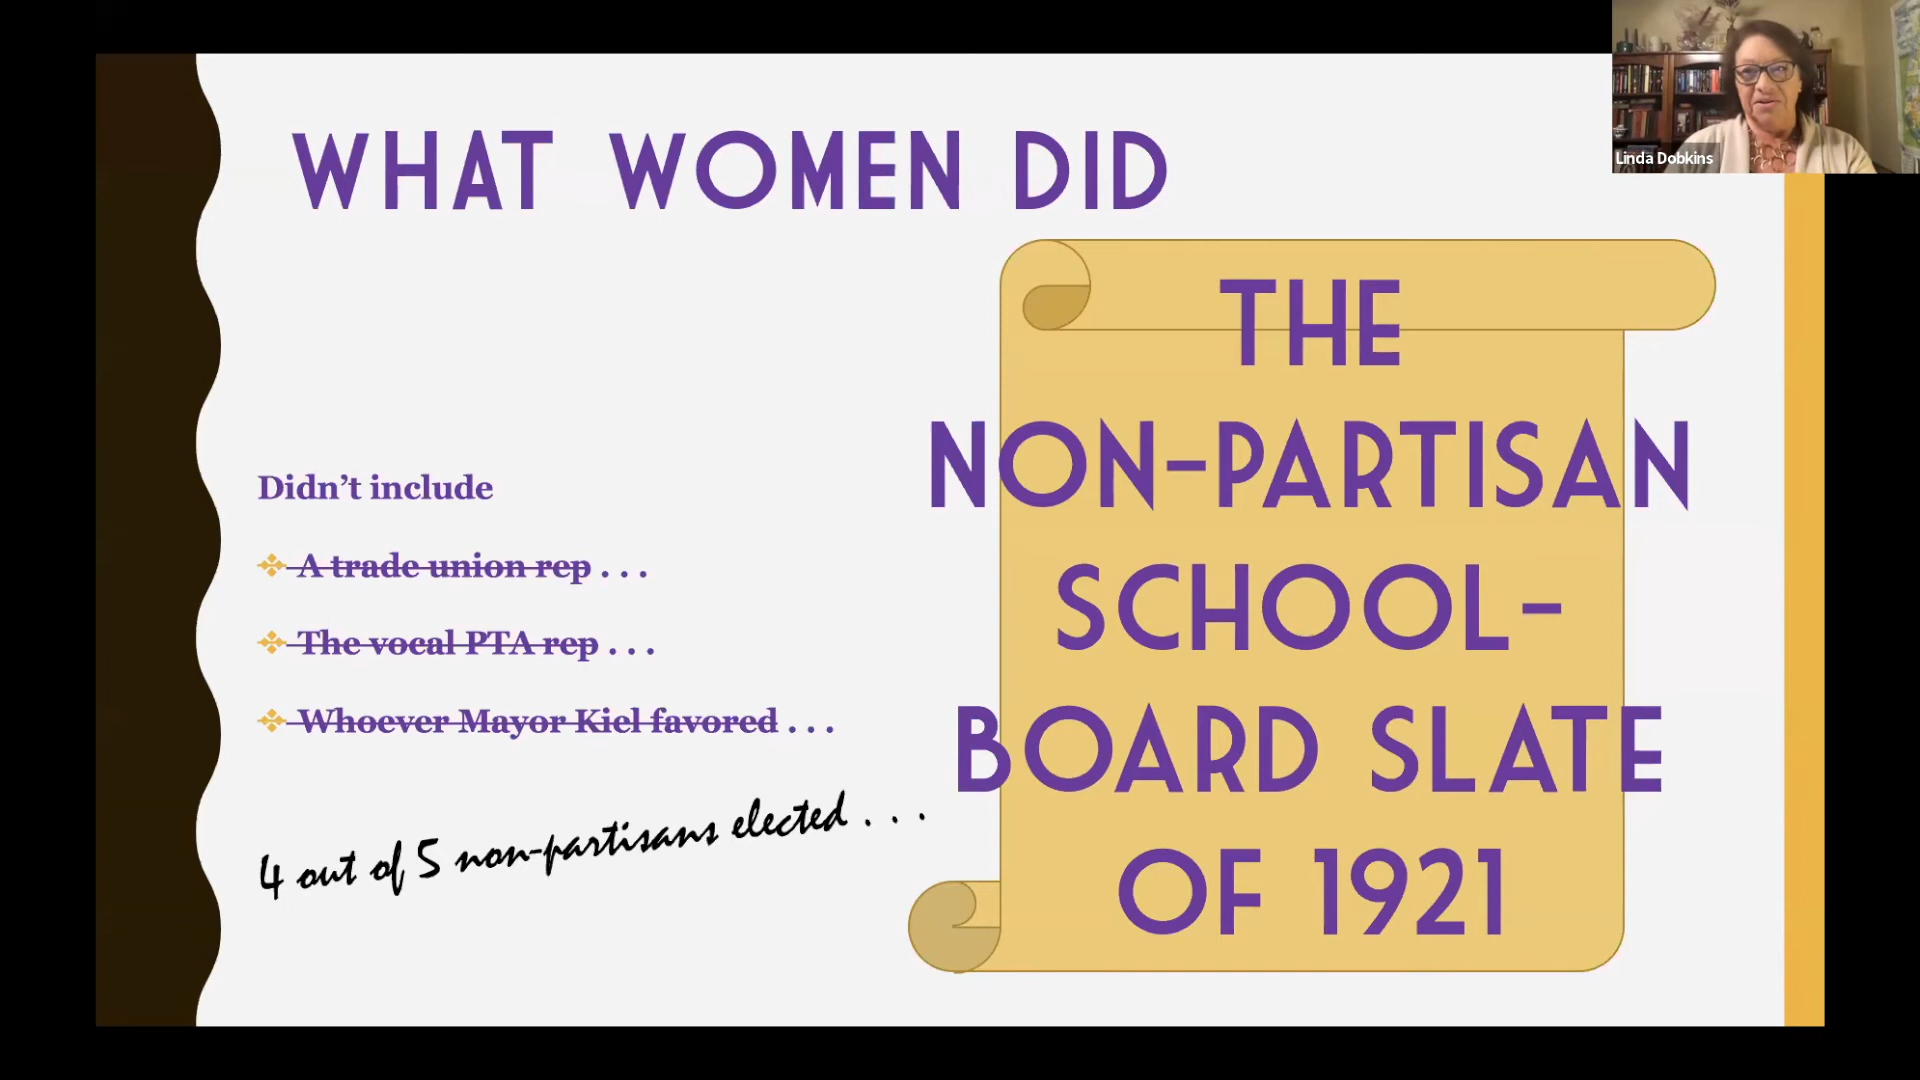 WHAT WOMEN DID
Linda Dobkins
Didn't include
A trade union rep . . .
The vocal PTA rep . . .
Whoever Mayor Kiel favored . . .
4 out of 5 non-partisans elected . . .
THE
NON-PARTISAN
SCHOOL-
BOARD SLATE
OF 1921